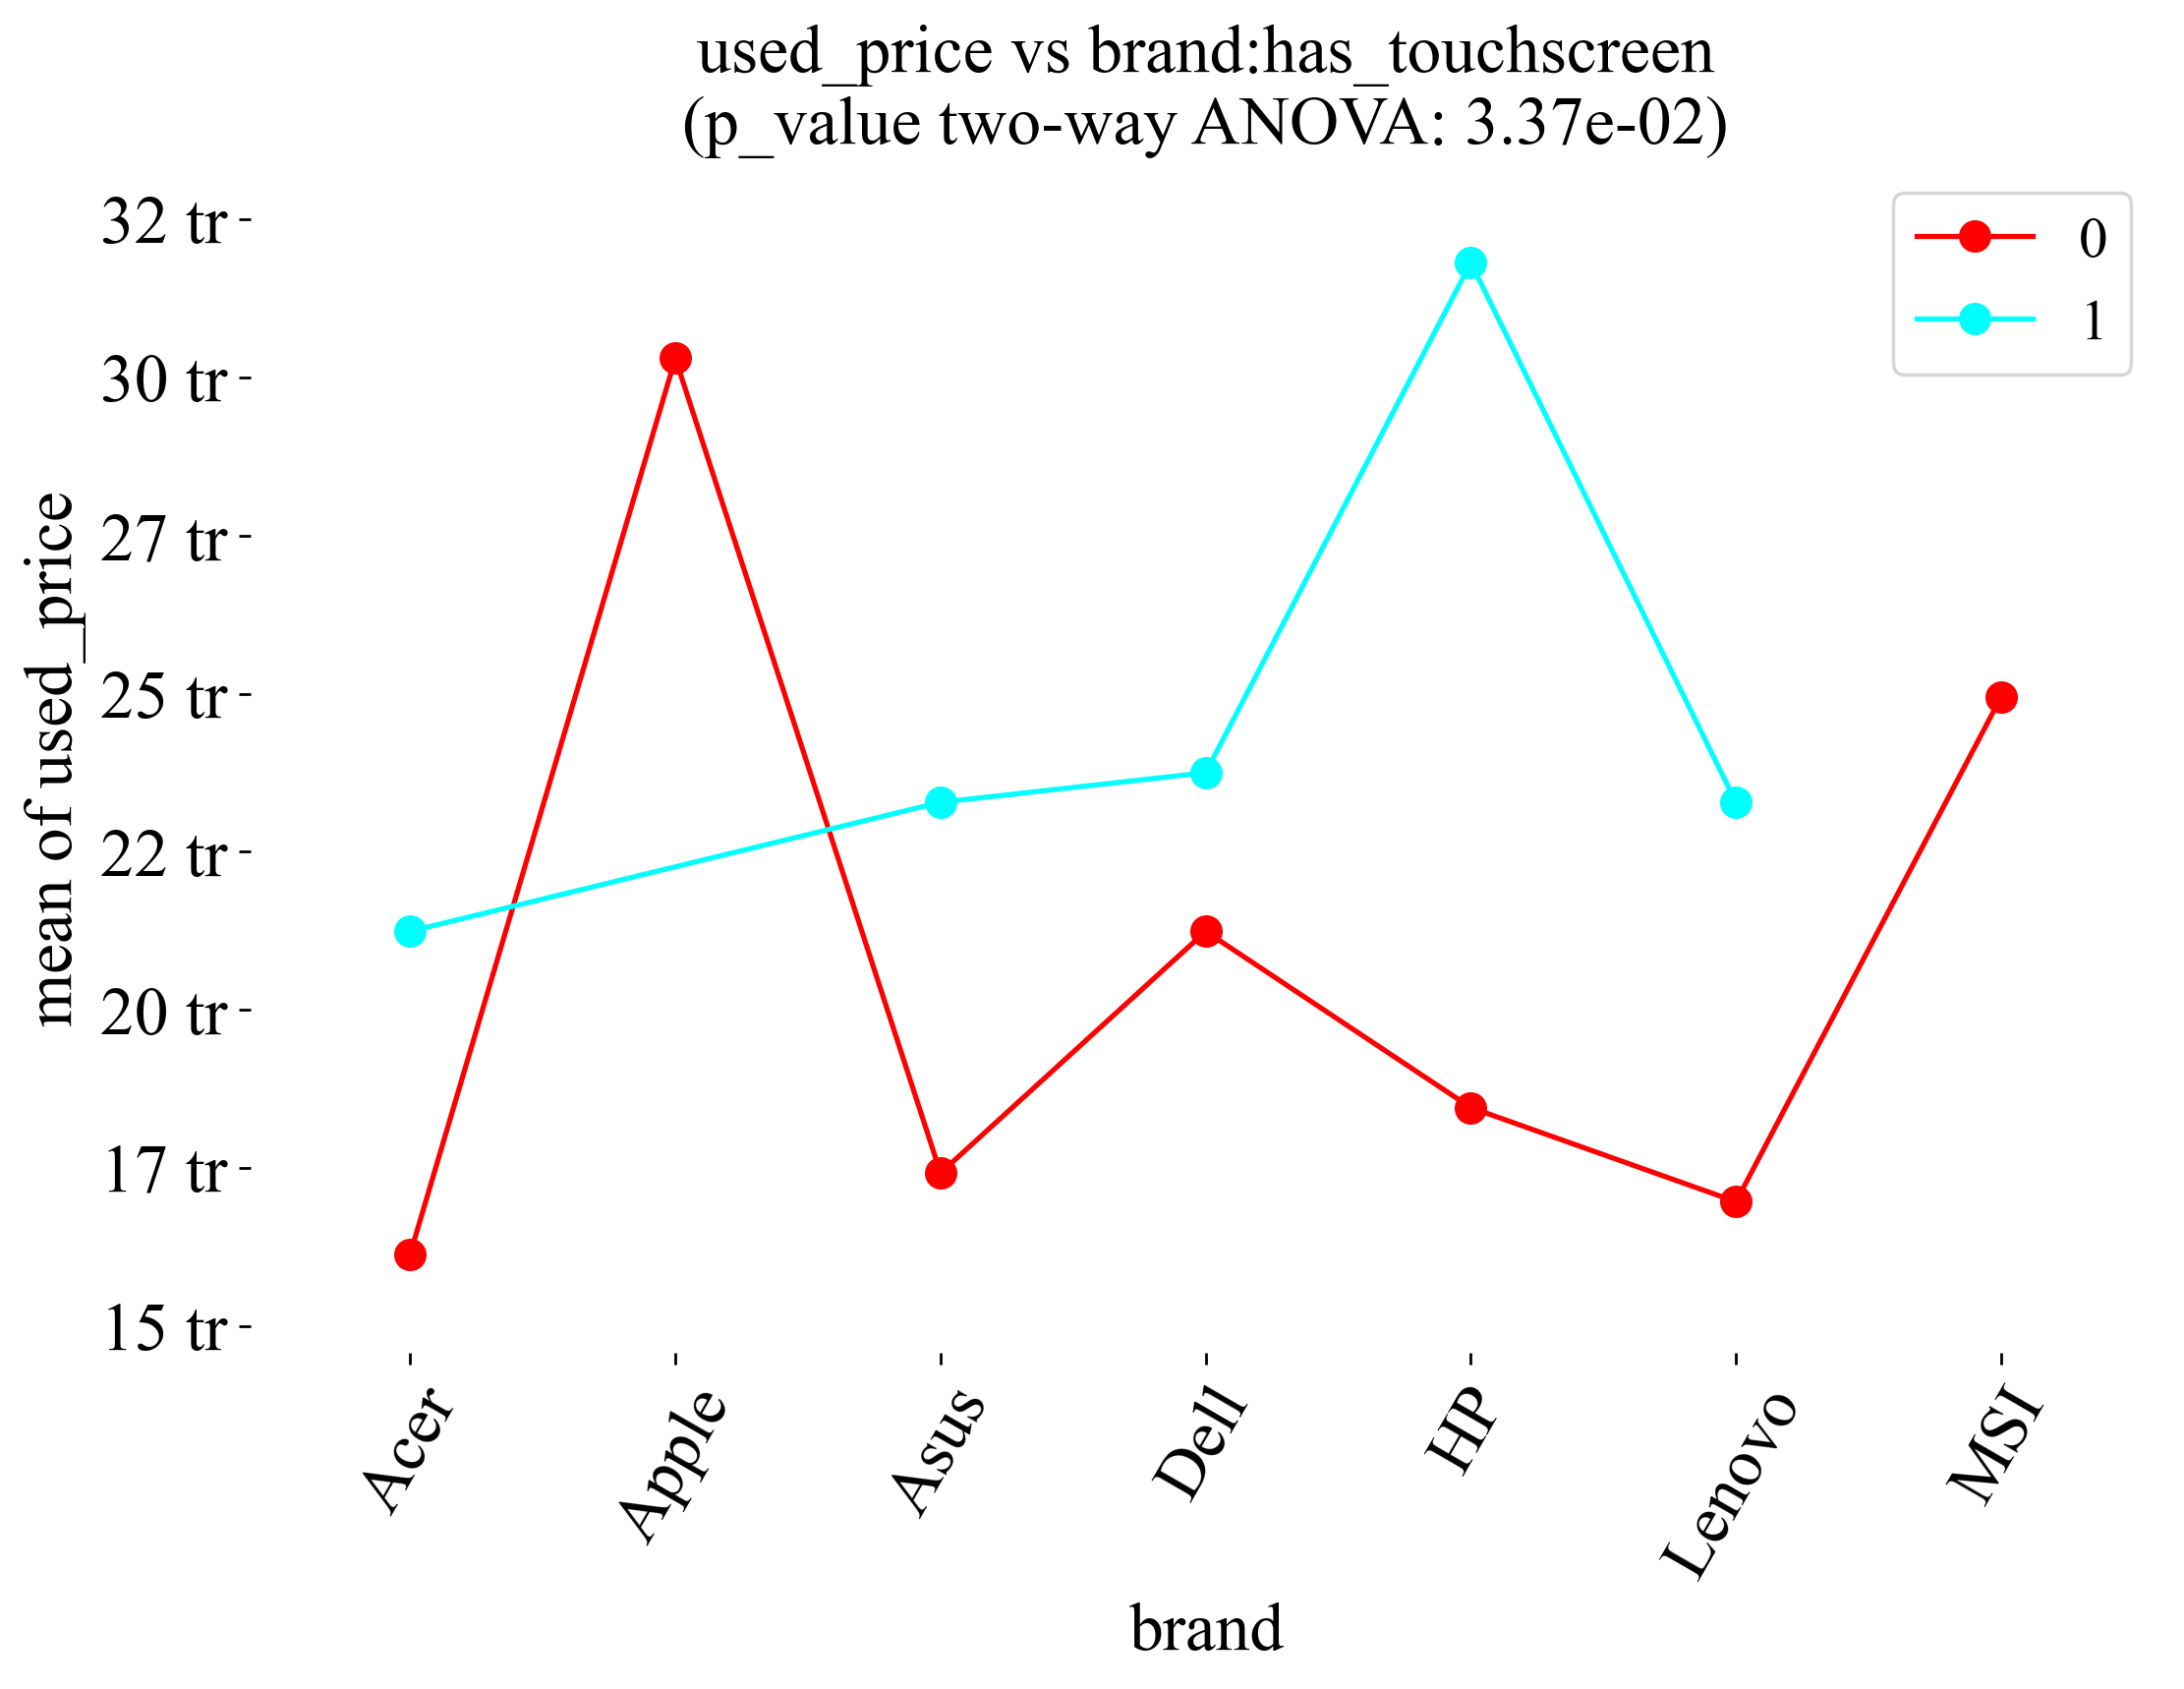 used_price vs brand:has_touchscreen
(p_value two-way ANOVA: 3.37e-02)
32 tr
30 tr
27 tr
25 tr
22 tr
20 tr
17 tr
15 tr
mean of used_price
0
1
Acer
Apple
Asus
Dell
HP
Lenovo
MSI
brand